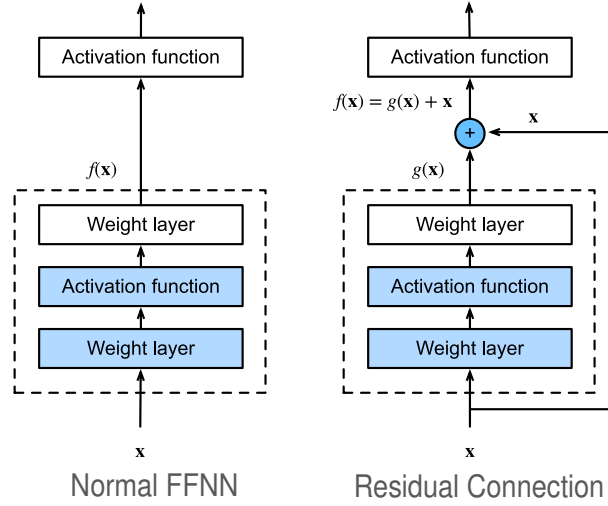 Activation function
f(x)
Weight layer
Activation function
Weight layer
x
Normal FFNN
Activation function
f(x) = g(x) + x
+
x
g(x)
Weight layer
Activation function
Weight layer
x
Residual Connection